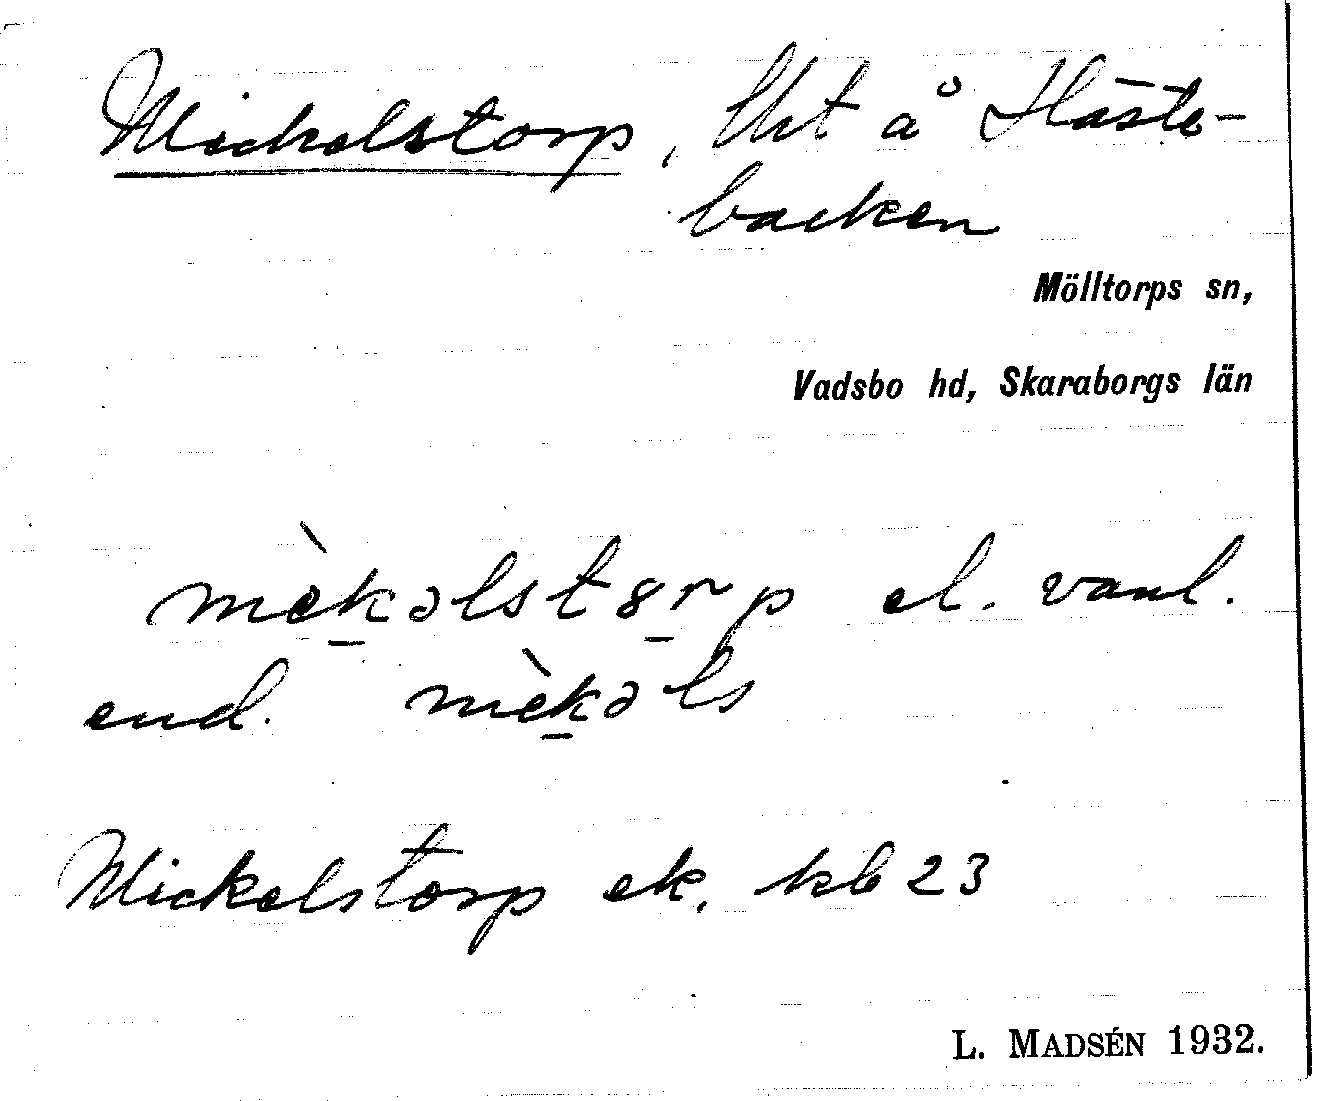 Mickelstorp, lht å Häste-
backen
Mölltorps sn,
Vadsbo hd, Skaraborgs län
mèkəlstɤrp el. vanl.
end. mèkəls
Mickelstorp ek. kb 23
L. MADSÉN 1932.